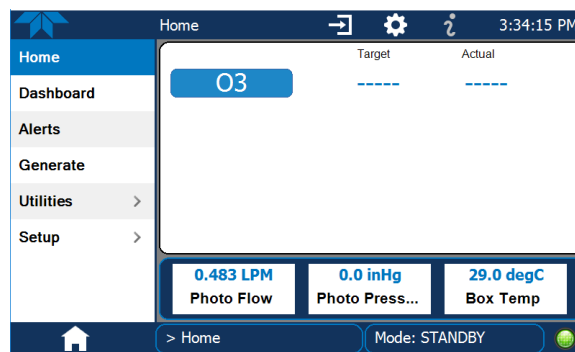 Home
3:34:15 PM
Home
Dashboard
Alerts
Generate
Utilities
Setup
Target Actual
O3 ----- -----
0.483 LPM
Photo Flow
0.0 inHg
Photo Press...
29.0 degC
Box Temp
> Home
Mode: STANDBY